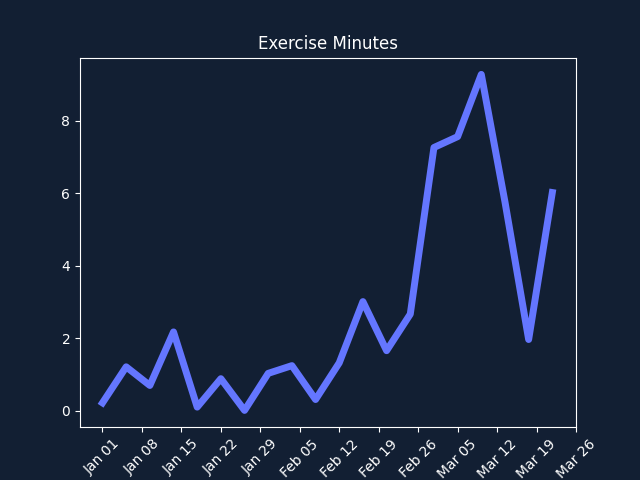 Exercise Minutes
8
6
4
2
0
Jan 01
Jan 08
Jan 15
Jan 22
Jan 29
Feb 05
Feb 12
Feb 19
Feb 26
Mar 05
Mar 12
Mar 19
Mar 26